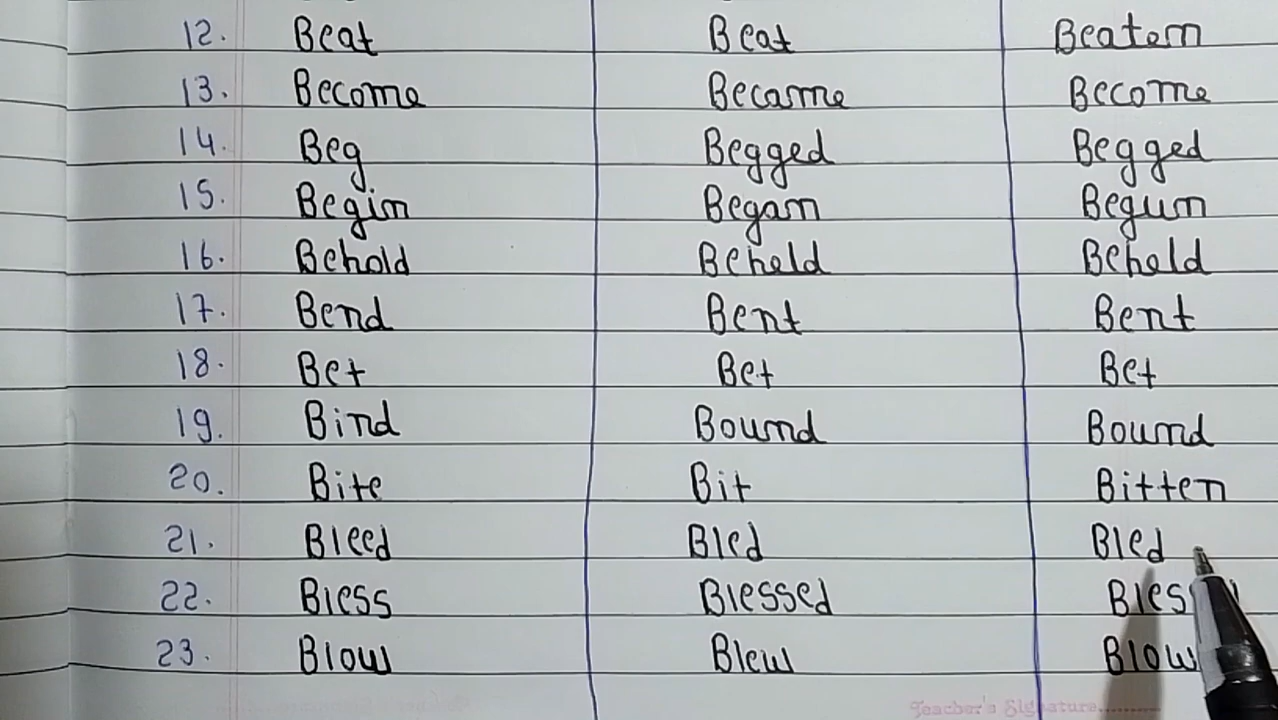 12. Beat Beat Beaten
13. Become Became Become
14. Beg Begged Begged
15. Begin Began Begun
16. Behold Beheld Beheld
17. Bend Bent Bent
18. Bet Bet Bet
19. Bind Bound Bound
20. Bite Bit Bitten
21. Bleed Bled Bled
22. Bless Blessed
23. Blow Blew
Teacher's Signature..........